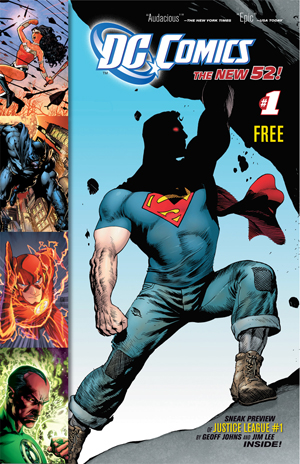 "Audacious" —THE NEW YORK TIMES "Epic" —USA TODAY
DC COMICS
TM
THE NEW 52!
#1
FREE
S
SNEAK PREVIEW
OF JUSTICE LEAGUE #1
BY GEOFF JOHNS AND JIM LEE
INSIDE!